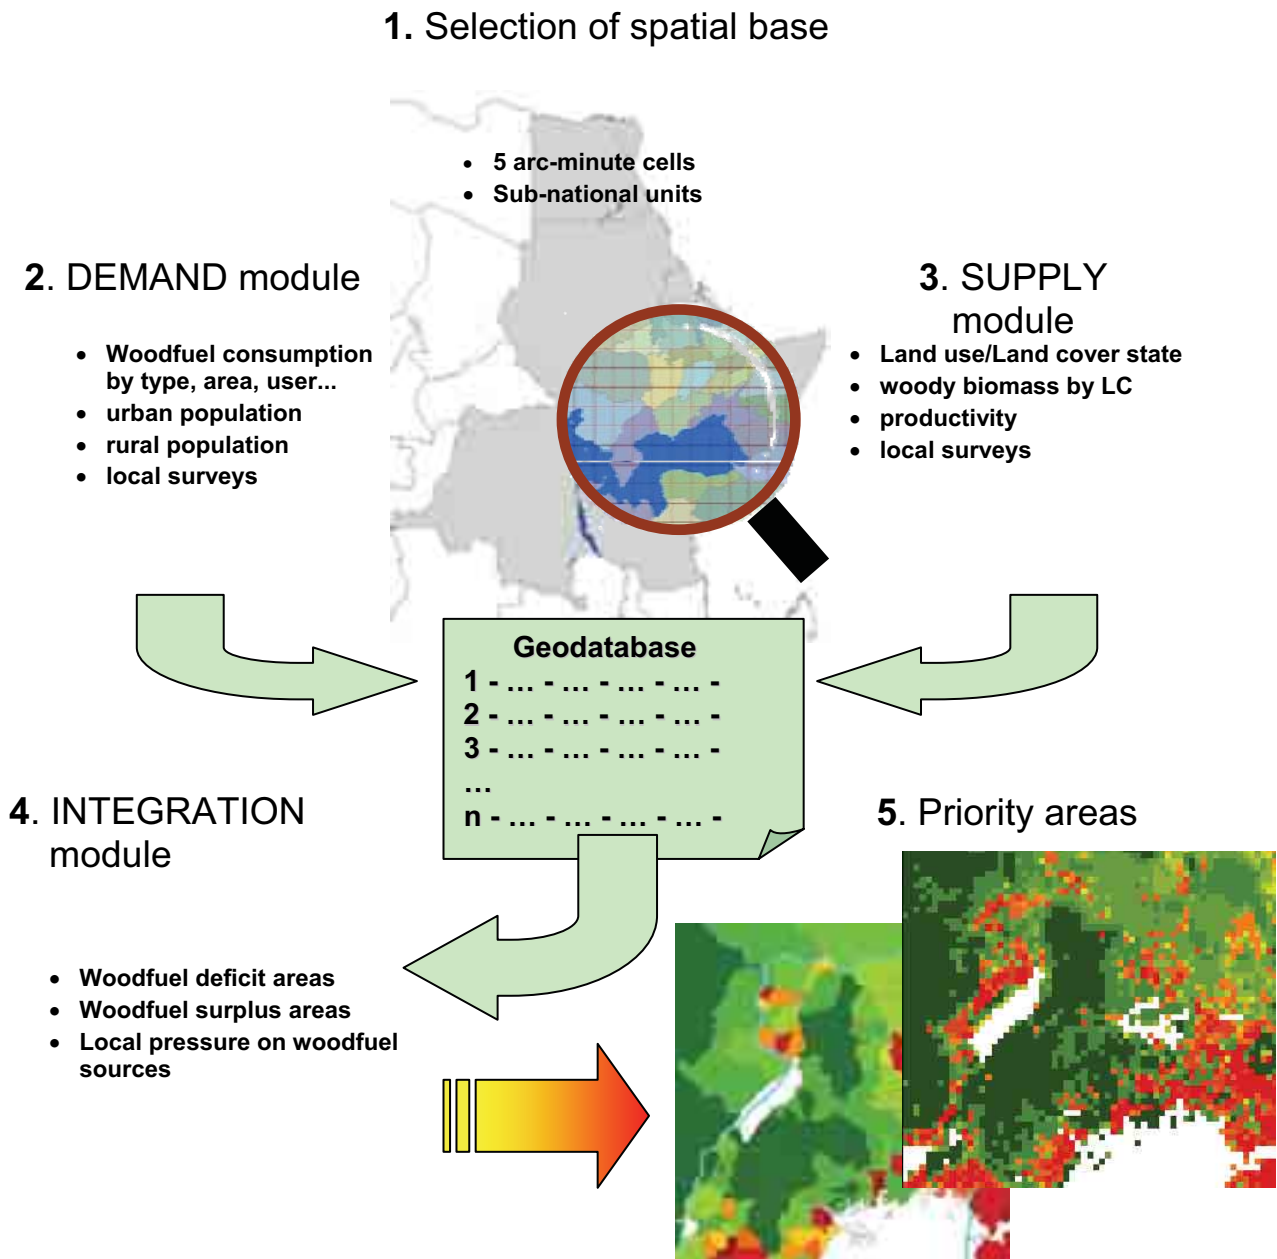 1. Selection of spatial base
• 5 arc-minute cells
• Sub-national units
2. DEMAND module
• Woodfuel consumption
by type, area, user...
• urban population
• rural population
• local surveys
3. SUPPLY
module
• Land use/Land cover state
• woody biomass by LC
• productivity
• local surveys
Geodatabase
1 - ... - ... - ... - ... -
2 - ... - ... - ... - ... -
3 - ... - ... - ... - ... -
...
n - ... - ... - ... - ... -
4. INTEGRATION
module
• Woodfuel deficit areas
• Woodfuel surplus areas
• Local pressure on woodfuel
sources
5. Priority areas